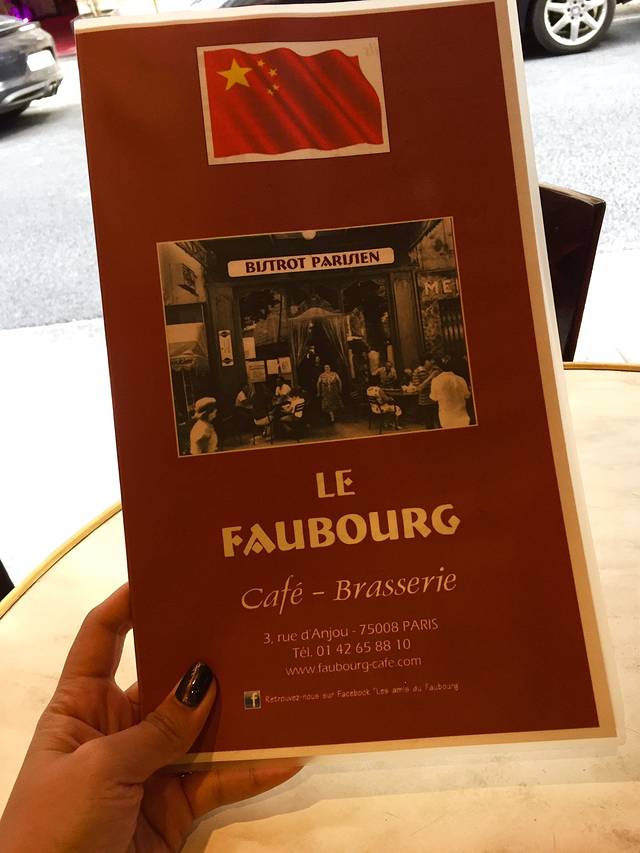 BISTROT PARISIEN
ME
LE
FAUBOURG
Café - Brasserie
3, rue d'Anjou - 75008 PARIS
Tél. 01 42 65 88 10
www.faubourg-cafe.com
f Retrouvez-nous sur Facebook "Les amis du Faubourg